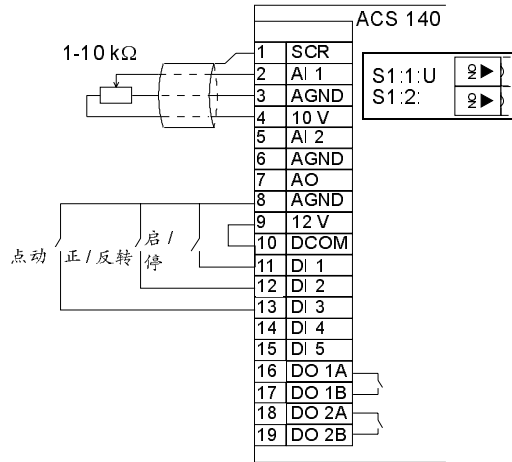 ACS 140
1-10 kΩ
1 SCR
2 AI 1
3 AGND
4 10 V
5 AI 2
6 AGND
7 AO
8 AGND
9 12 V
10 DCOM
11 DI 1
12 DI 2
13 DI 3
14 DI 4
15 DI 5
16 DO 1A
17 DO 1B
18 DO 2A
19 DO 2B
S1:1:U
S1:2:
点动
正/反转
启/
停